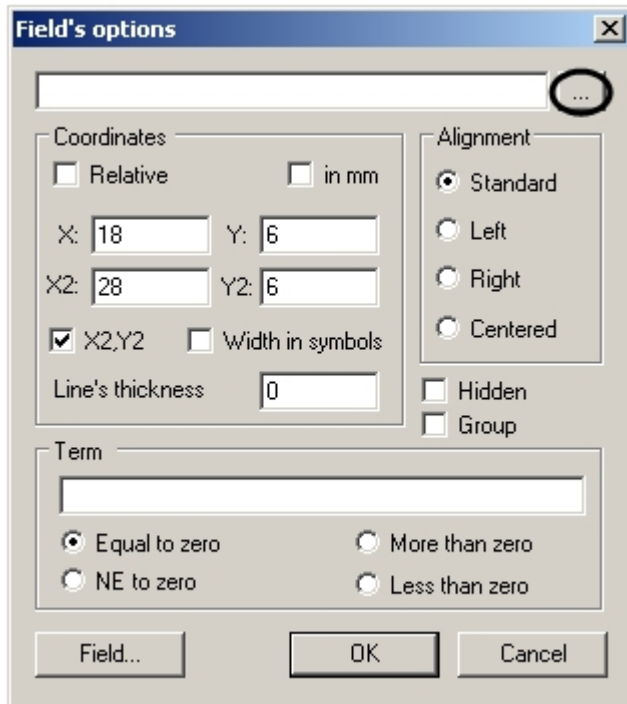 Field's options
...
Coordinates
Relative in mm
X: 18 Y: 6
X2: 28 Y2: 6
X2,Y2 Width in symbols
Line's thickness 0
Alignment
Standard
Left
Right
Centered
Hidden
Group
Term
Equal to zero More than zero
NE to zero Less than zero
Field... OK Cancel